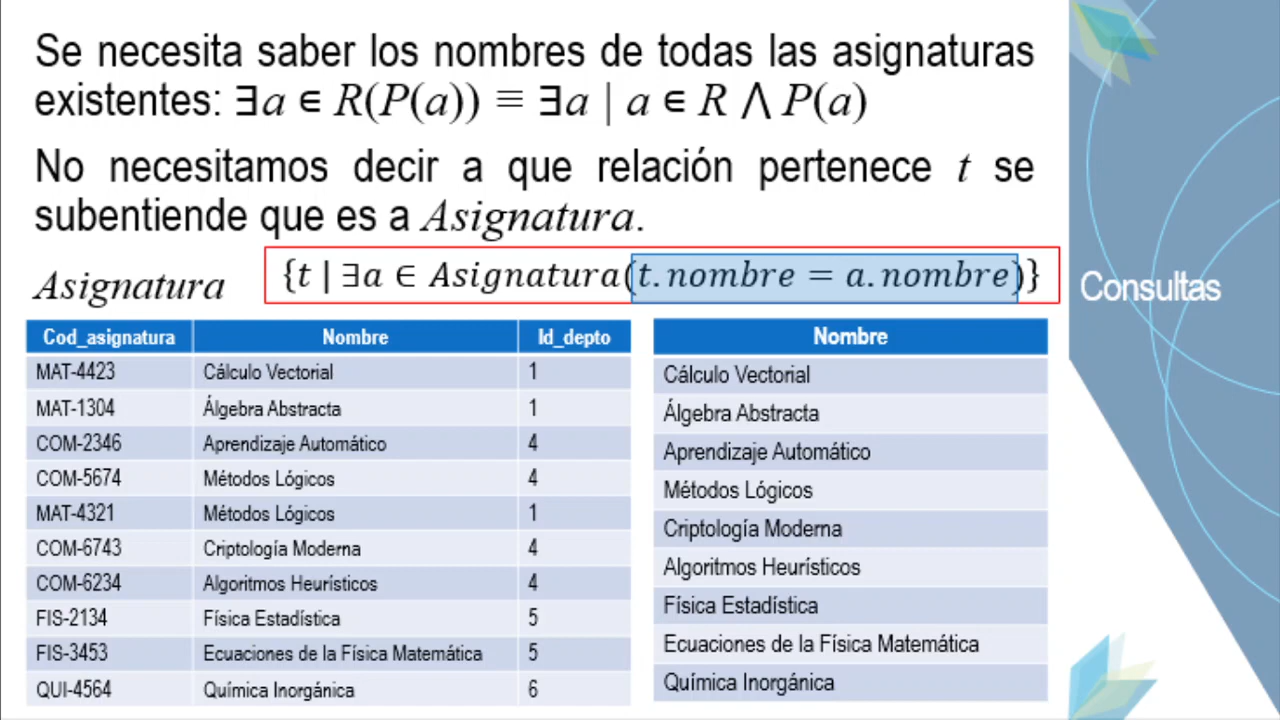 Se necesita saber los nombres de todas las asignaturas
existentes: ∃a ∈ R(P(a)) ≡ ∃a | a ∈ R ⋀ P(a)
No necesitamos decir a que relación pertenece t se
subentiende que es a Asignatura.
Asignatura
{t | ∃a ∈ Asignatura(t.nombre = a.nombre)}
Consultas
Cod_asignatura Nombre Id_depto
MAT-4423 Cálculo Vectorial 1
MAT-1304 Álgebra Abstracta 1
COM-2346 Aprendizaje Automático 4
COM-5674 Métodos Lógicos 4
MAT-4321 Métodos Lógicos 1
COM-6743 Criptología Moderna 4
COM-6234 Algoritmos Heurísticos 4
FIS-2134 Física Estadística 5
FIS-3453 Ecuaciones de la Física Matemática 5
QUI-4564 Química Inorgánica 6
Nombre
Cálculo Vectorial
Álgebra Abstracta
Aprendizaje Automático
Métodos Lógicos
Criptología Moderna
Algoritmos Heurísticos
Física Estadística
Ecuaciones de la Física Matemática
Química Inorgánica